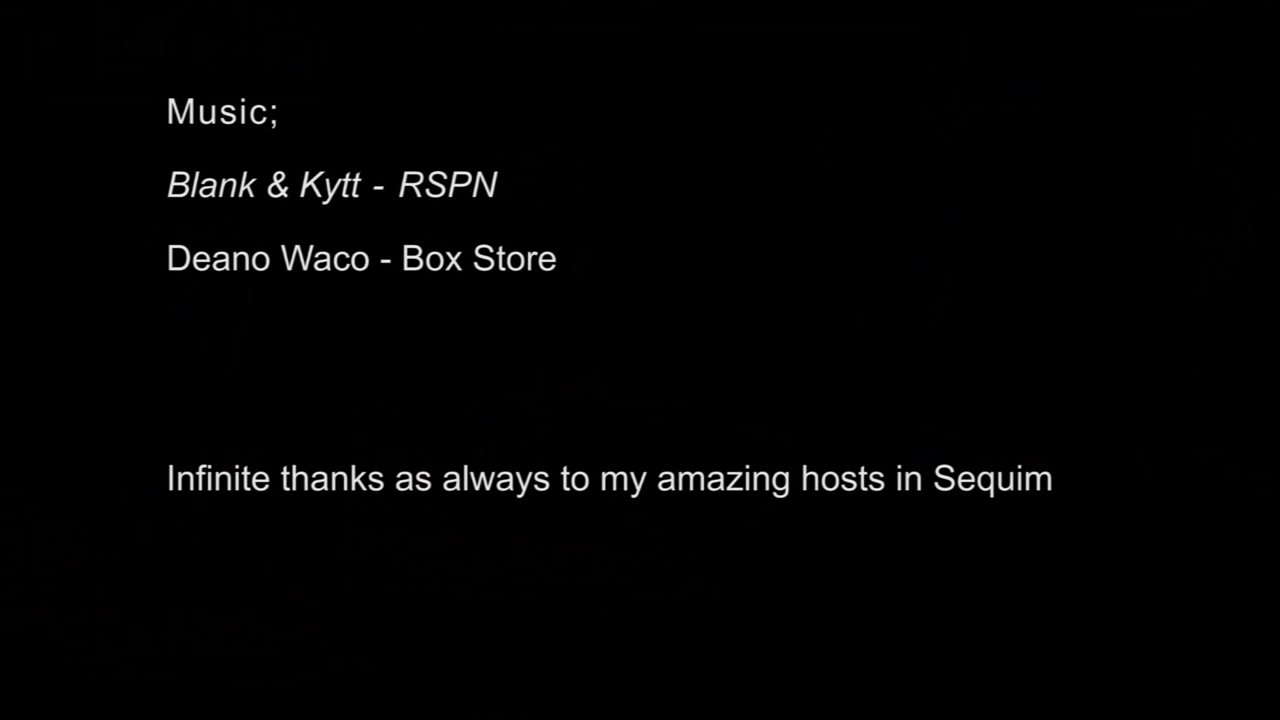 Music;
Blank & Kytt - RSPN
Deano Waco - Box Store
Infinite thanks as always to my amazing hosts in Sequim